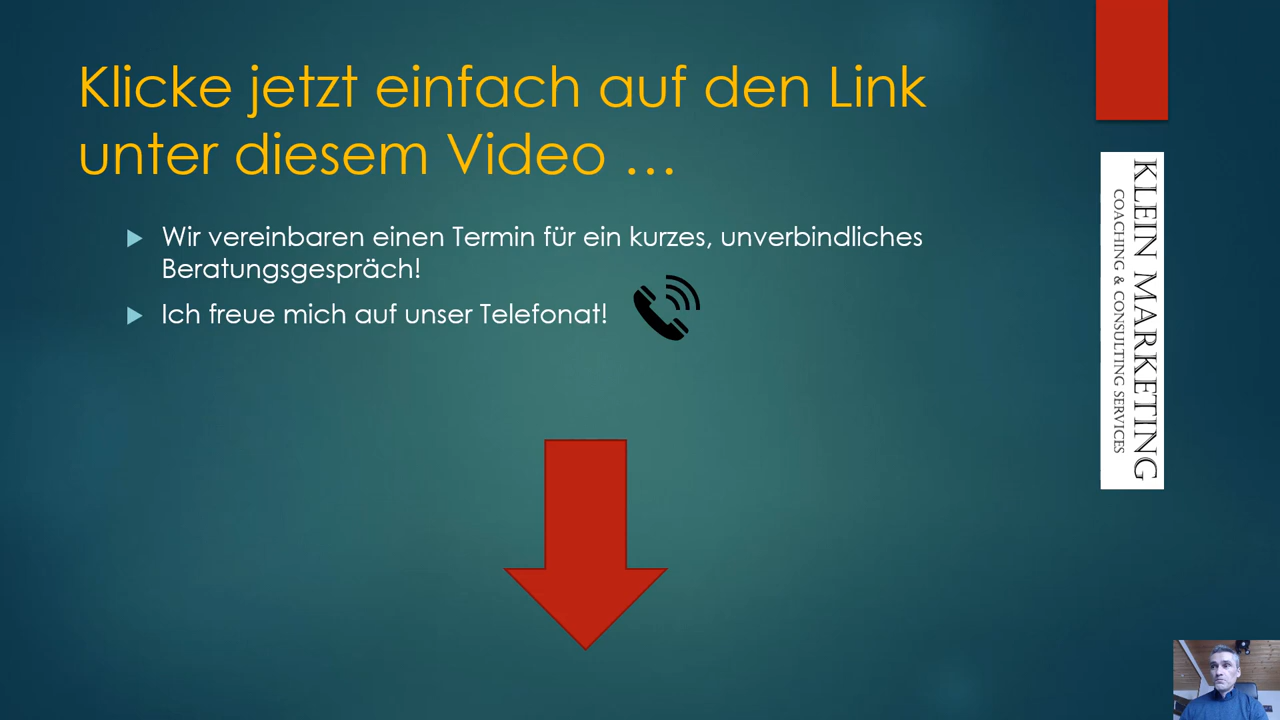 Klicke jetzt einfach auf den Link
unter diesem Video …
Wir vereinbaren einen Termin für ein kurzes, unverbindliches
Beratungsgespräch!
Ich freue mich auf unser Telefonat!
KLEIN MARKETING
COACHING & CONSULTING SERVICES